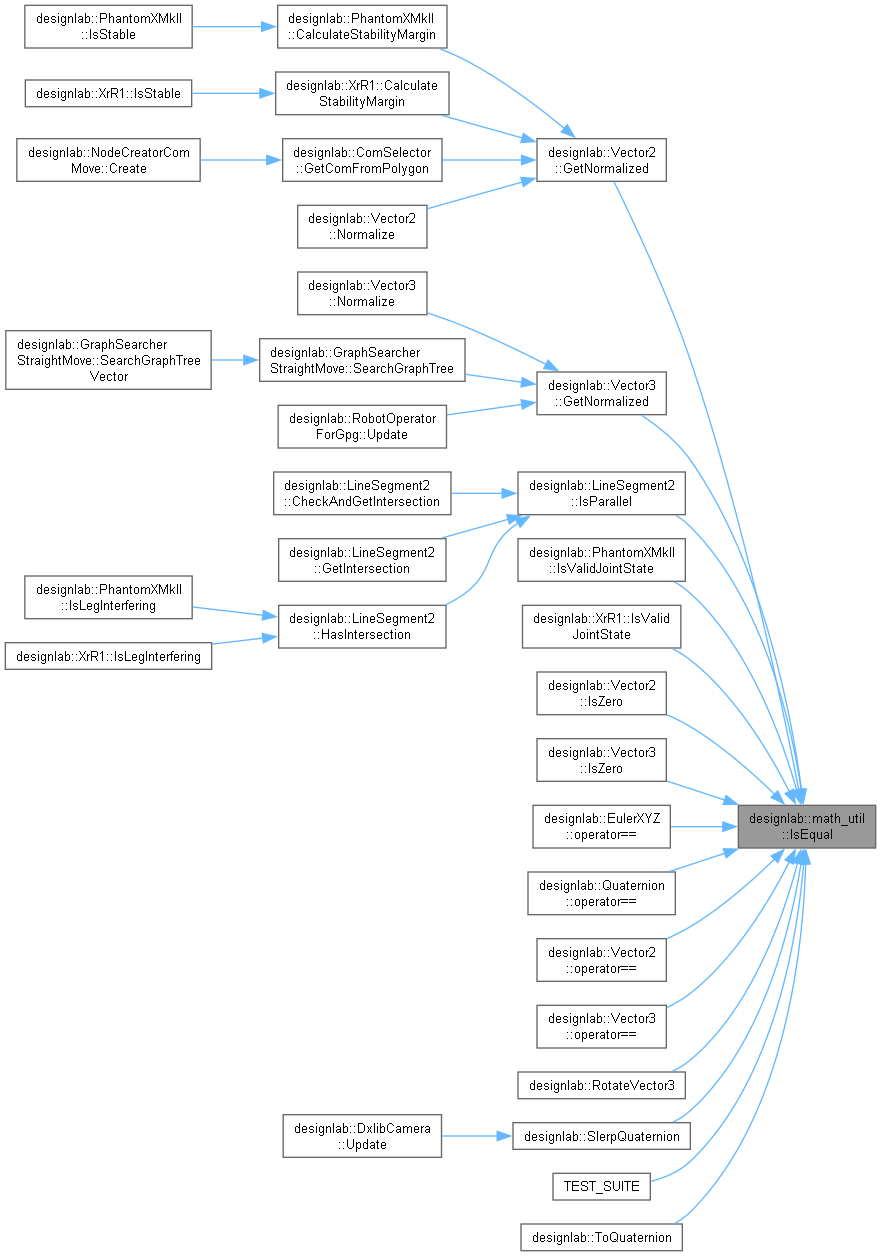 designlab::PhantomXMkII
::IsStable
designlab::PhantomXMkII
::CalculateStabilityMargin
designlab::XrR1::IsStable
designlab::XrR1::Calculate
StabilityMargin
designlab::NodeCreatorCom
Move::Create
designlab::ComSelector
::GetComFromPolygon
designlab::Vector2
::GetNormalized
designlab::Vector2
::Normalize
designlab::Vector3
::Normalize
designlab::GraphSearcher
StraightMove::SearchGraphTree
Vector
designlab::GraphSearcher
StraightMove::SearchGraphTree
designlab::Vector3
::GetNormalized
designlab::RobotOperator
ForGpg::Update
designlab::LineSegment2
::CheckAndGetIntersection
designlab::LineSegment2
::IsParallel
designlab::LineSegment2
::GetIntersection
designlab::PhantomXMkII
::IsValidJointState
designlab::PhantomXMkII
::IsLegInterfering
designlab::LineSegment2
::HasIntersection
designlab::XrR1::IsValid
JointState
designlab::XrR1::IsLegInterfering
designlab::Vector2
::IsZero
designlab::Vector3
::IsZero
designlab::EulerXYZ
::operator==
designlab::math_util
::IsEqual
designlab::Quaternion
::operator==
designlab::Vector2
::operator==
designlab::Vector3
::operator==
designlab::RotateVector3
designlab::DxlibCamera
::Update
designlab::SlerpQuaternion
TEST_SUITE
designlab::ToQuaternion